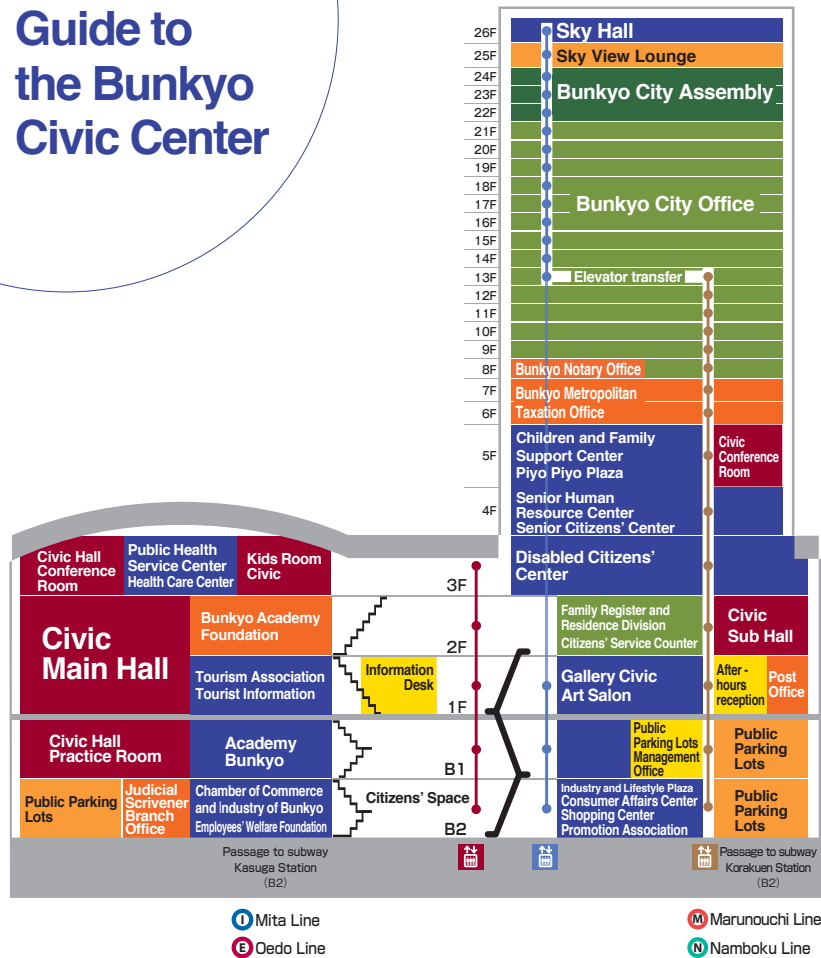 Guide to
the Bunkyo
Civic Center
26F
Sky Hall
25F
Sky View Lounge
24F
23F
Bunkyo City Assembly
22F
21F
20F
19F
18F
17F
Bunkyo City Office
16F
15F
14F
13F
Elevator transfer
12F
11F
10F
9F
8F
Bunkyo Notary Office
7F
6F
Bunkyo Metropolitan
Taxation Office
5F
Children and Family
Support Center
Piyo Piyo Plaza
Civic
Conference
Room
4F
Senior Human
Resource Center
Senior Citizens' Center
Civic Hall
Conference
Room
Public Health
Service Center
Health Care Center
Kids Room
Civic
3F
Disabled Citizens'
Center
Civic
Main Hall
Bunkyo Academy
Foundation
2F
Family Register and
Residence Division
Citizens' Service Counter
Civic
Sub Hall
Tourism Association
Tourist Information
Information
Desk
1F
Gallery Civic
Art Salon
After-
hours
reception
Post
Office
Civic Hall
Practice Room
Academy
Bunkyo
B1
Public
Parking Lots
Management
Office
Public
Parking
Lots
Public Parking
Lots
Judicial
Scrivener
Branch
Office
Chamber of Commerce
and Industry of Bunkyo
Employees' Welfare Foundation
Citizens' Space
B2
Industry and Lifestyle Plaza
Consumer Affairs Center
Shopping Center
Promotion Association
Public
Parking
Lots
Passage to subway
Kasuga Station
(B2)
Passage to subway
Korakuen Station
(B2)
I Mita Line
E Oedo Line
M Marunouchi Line
N Namboku Line